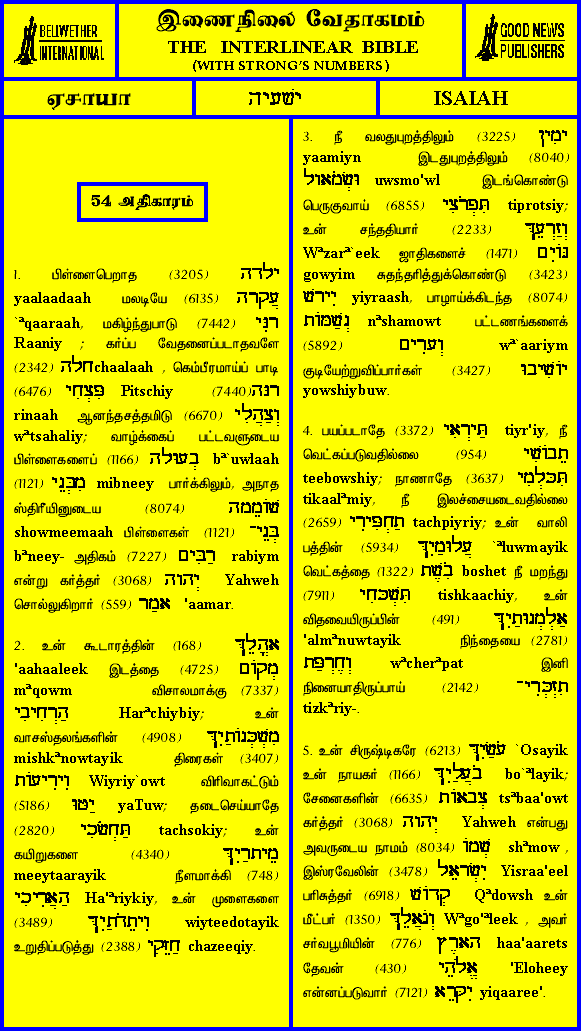 BELLWETHER
INTERNATIONAL
இணைநிலை வேதாகமம்
THE INTERLINEAR BIBLE
(WITH STRONG'S NUMBERS)
GOOD NEWS
PUBLISHERS
ஏசாயா
ישעיה
ISAIAH
54 அதிகாரம்
1. பிள்ளைபெறாத (3205) ילדה
yaalaadaah மலடியே (6135) עקרה
`ªqaaraah, மகிழ்ந்துபாடு (7442) רני
Raaniy ; கர்ப்ப வேதனைப்படாதவளே
(2342) חלה chaalaah , கெம்பீரமாய்ப் பாடி
(6476) פצחי Pitschiy (7440) רנה
rinaah ஆனந்தசத்தமிடு (6670) וצהלי
wªtsahaliy; வாழ்க்கைப் பட்டவளுடைய
பிள்ளைகளைப் (1166) בעולה bª`uwlaah
(1121) מבני mibneey பார்க்கிலும், அநாத
ஸ்திரீயினுடைய (8074) שוממה
showmeemaah பிள்ளைகள் (1121) בני־
bªneey- அதிகம் (7227) רבים rabiym
என்று கர்த்தர் (3068) יהוה Yahweh
சொல்லுகிறார் (559) אמר 'aamar.
2. உன் கூடாரத்தின் (168) אהלך
'aahaaleek இடத்தை (4725) מקום
mªqowm விசாலமாக்கு (7337)
הרחיבי Harªchiybiy; உன்
வாசஸ்தலங்களின் (4908) משכנותיך
mishkªnowtayik திரைகள் (3407)
ויריעות Wiyriy`owt விரிவாகட்டும்
(5186) יטו yaTuw; தடைசெய்யாதே
(2820) תחשכי tachsokiy; உன்
கயிறுகளை (4340) מיתריך
meeytaarayik நீளமாக்கி (748)
האריכי Ha'ªriykiy, உன் முளைகளை
(3489) ויתדתיך wiyteedotayik
உறுதிப்படுத்து (2388) חזקי chazeeqiy.
3. நீ வலதுபுறத்திலும் (3225) ימין
yaamiyn இடதுபுறத்திலும் (8040)
ושמאול uwsmo'wl இடங்கொண்டு
பெருகுவாய் (6855) תפרצי tiprotsiy;
உன் சந்ததியார் (2233) וזרעך
Wªzarª`eek ஜாதிகளைச் (1471) גוים
gowyim சுதந்தரித்துக்கொண்டு (3423)
יירש yiyraash, பாழாய்க்கிடந்த (8074)
נשמות nªshamowt பட்டணங்களைக்
(5892) וערים wª`aariym
குடியேற்றுவிப்பார்கள் (3427) יושיבו
yowshiybuw.
4. பயப்படாதே (3372) תיראי tiyr'iy, நீ
வெட்கப்படுவதில்லை (954) תבושי
teebowshiy; நாணாதே (3637) תכלמי
tikaalªmiy, நீ இலச்சையடைவதில்லை
(2659) תחפירי tachpiyriy; உன் வாலி
பத்தின் (5934) עלומיך `ªluwmayik
வெட்கத்தை (1322) בשת boshet நீ மறந்து
(7911) תשכחי tishkaachiy, உன்
விதவையிருப்பின் (491) אלמנותיך
'almªnuwtayik நிந்தையை (2781)
וחרפת wªcherªpat இனி
நினையாதிருப்பாய் (2142) תזכרי־
tizkªriy-.
5. உன் சிருஷ்டிகரே (6213) עשיך `Osayik
உன் நாயகர் (1166) בעליך bo`ªlayik;
சேனைகளின் (6635) צבאות tsªbaa'owt
கர்த்தர் (3068) יהוה Yahweh என்பது
அவருடைய நாமம் (8034) שמו shªmow ,
இஸ்ரவேலின் (3478) ישראל Yisraa'eel
பரிசுத்தர் (6918) קדוש Qªdowsh உன்
மீட்பர் (1350) וגאלך Wªgo'ªleek , அவர்
சர்வபூமியின் (776) הארץ haa'aarets
தேவன் (430) אלהי 'Eloheey
என்னப்படுவார் (7121) יקרא yiqaaree'.